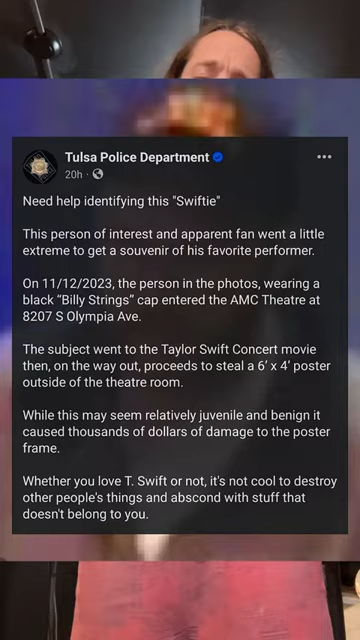 Tulsa Police Department
20h ·
Need help identifying this "Swiftie"
This person of interest and apparent fan went a little
extreme to get a souvenir of his favorite performer.
On 11/12/2023, the person in the photos, wearing a
black “Billy Strings” cap entered the AMC Theatre at
8207 S Olympia Ave.
The subject went to the Taylor Swift Concert movie
then, on the way out, proceeds to steal a 6’ x 4’ poster
outside of the theatre room.
While this may seem relatively juvenile and benign it
caused thousands of dollars of damage to the poster
frame.
Whether you love T. Swift or not, it's not cool to destroy
other people's things and abscond with stuff that
doesn't belong to you.